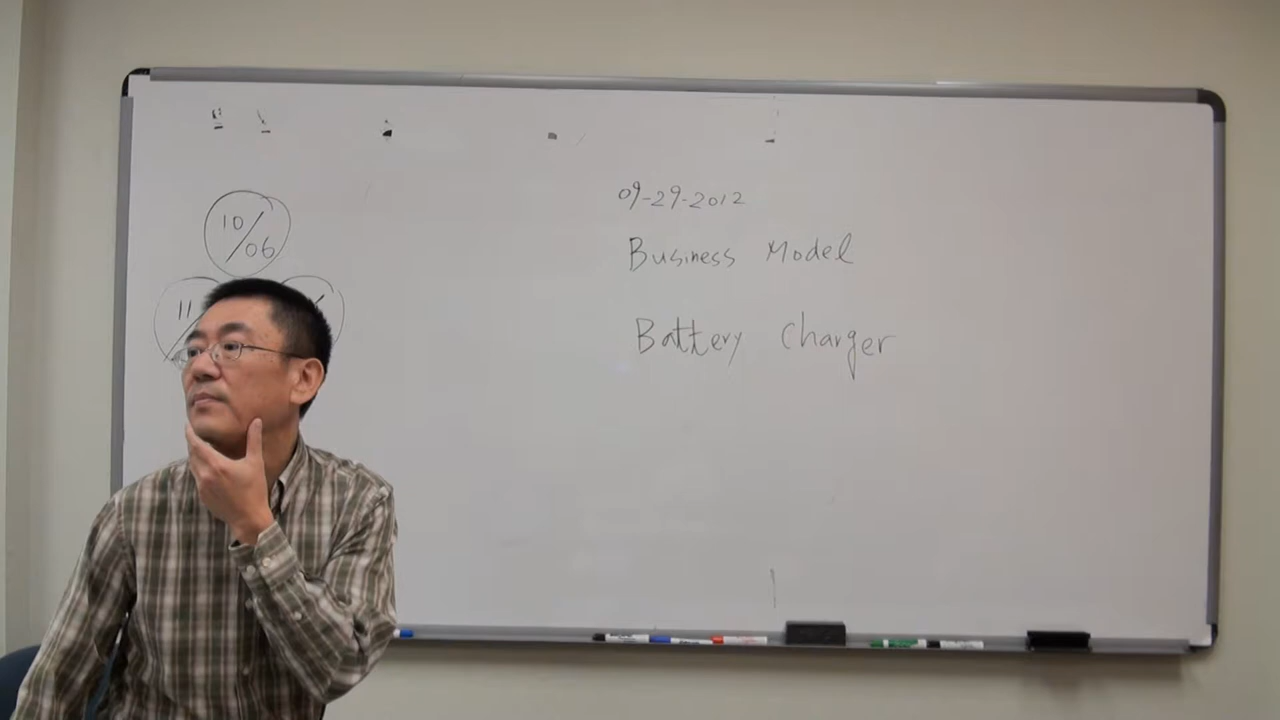 09-29-2012
Business Model
Battery Charger
10/06
11/